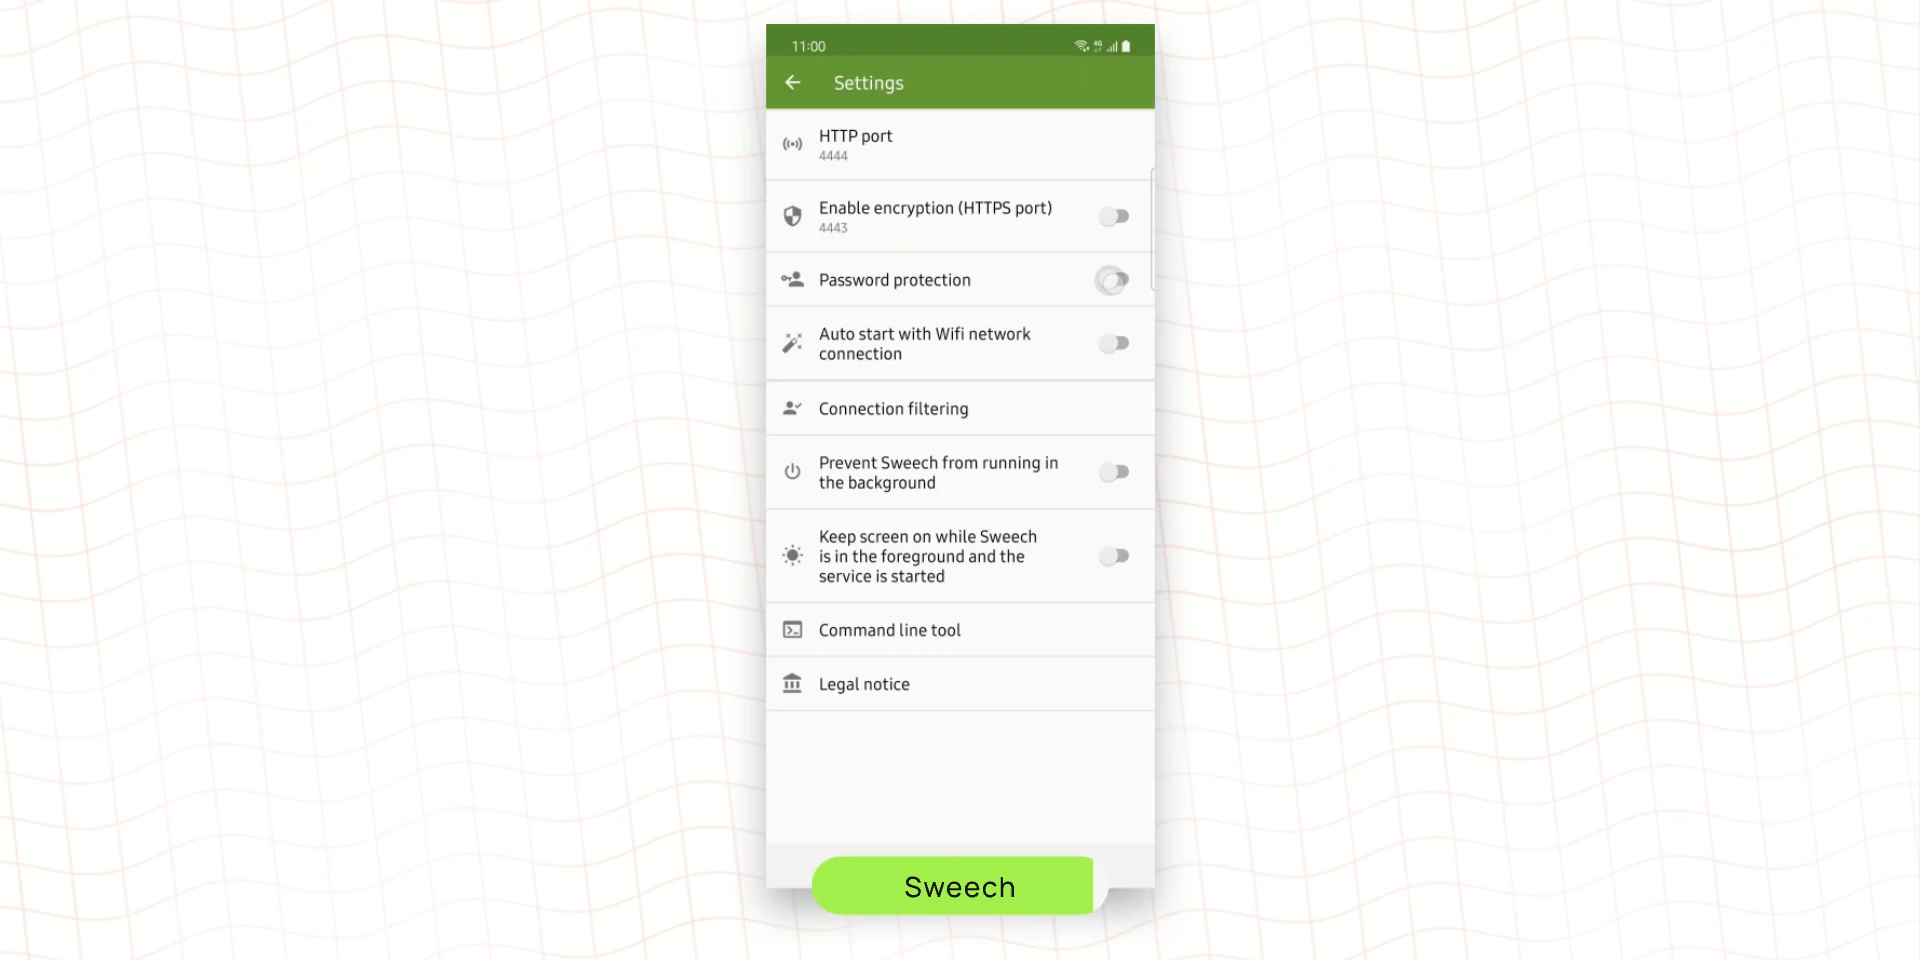 11:00
4G
Settings
HTTP port
4444
Enable encryption (HTTPS port)
4443
Password protection
Auto start with Wifi network
connection
Connection filtering
Prevent Sweech from running in
the background
Keep screen on while Sweech
is in the foreground and the
service is started
Command line tool
Legal notice
Sweech